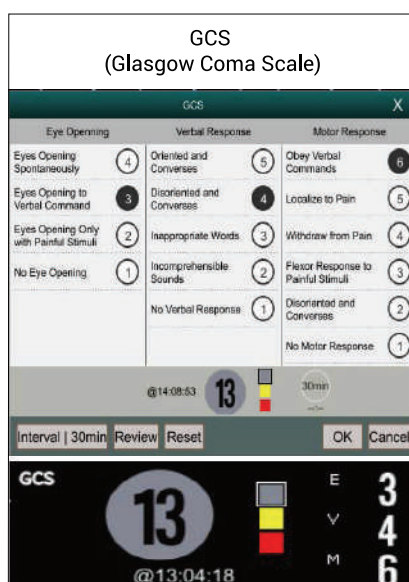 GCS
(Glasgow Coma Scale)
GCS X
Eye Openning Verbal Response Motor Response
Eyes Opening
Spontaneously 4
Eyes Opening to
Verbal Command 3
Eyes Opening Only
with Painful Stimuli 2
No Eye Opening 1
Oriented and
Converses 5
Disoriented and
Converses 4
Inappropriate Words 3
Incomprehensible
Sounds 2
No Verbal Response 1
Obey Verbal
Commands 6
Localize to Pain 5
Withdraw from Pain 4
Flexor Response to
Painful Stimuli 3
Disoriented and
Converses 2
No Motor Response 1
@14:08:53 13 30min
Interval | 30min Review Reset OK Cancel
GCS
13
@13:04:18
E 3
V 4
M 6